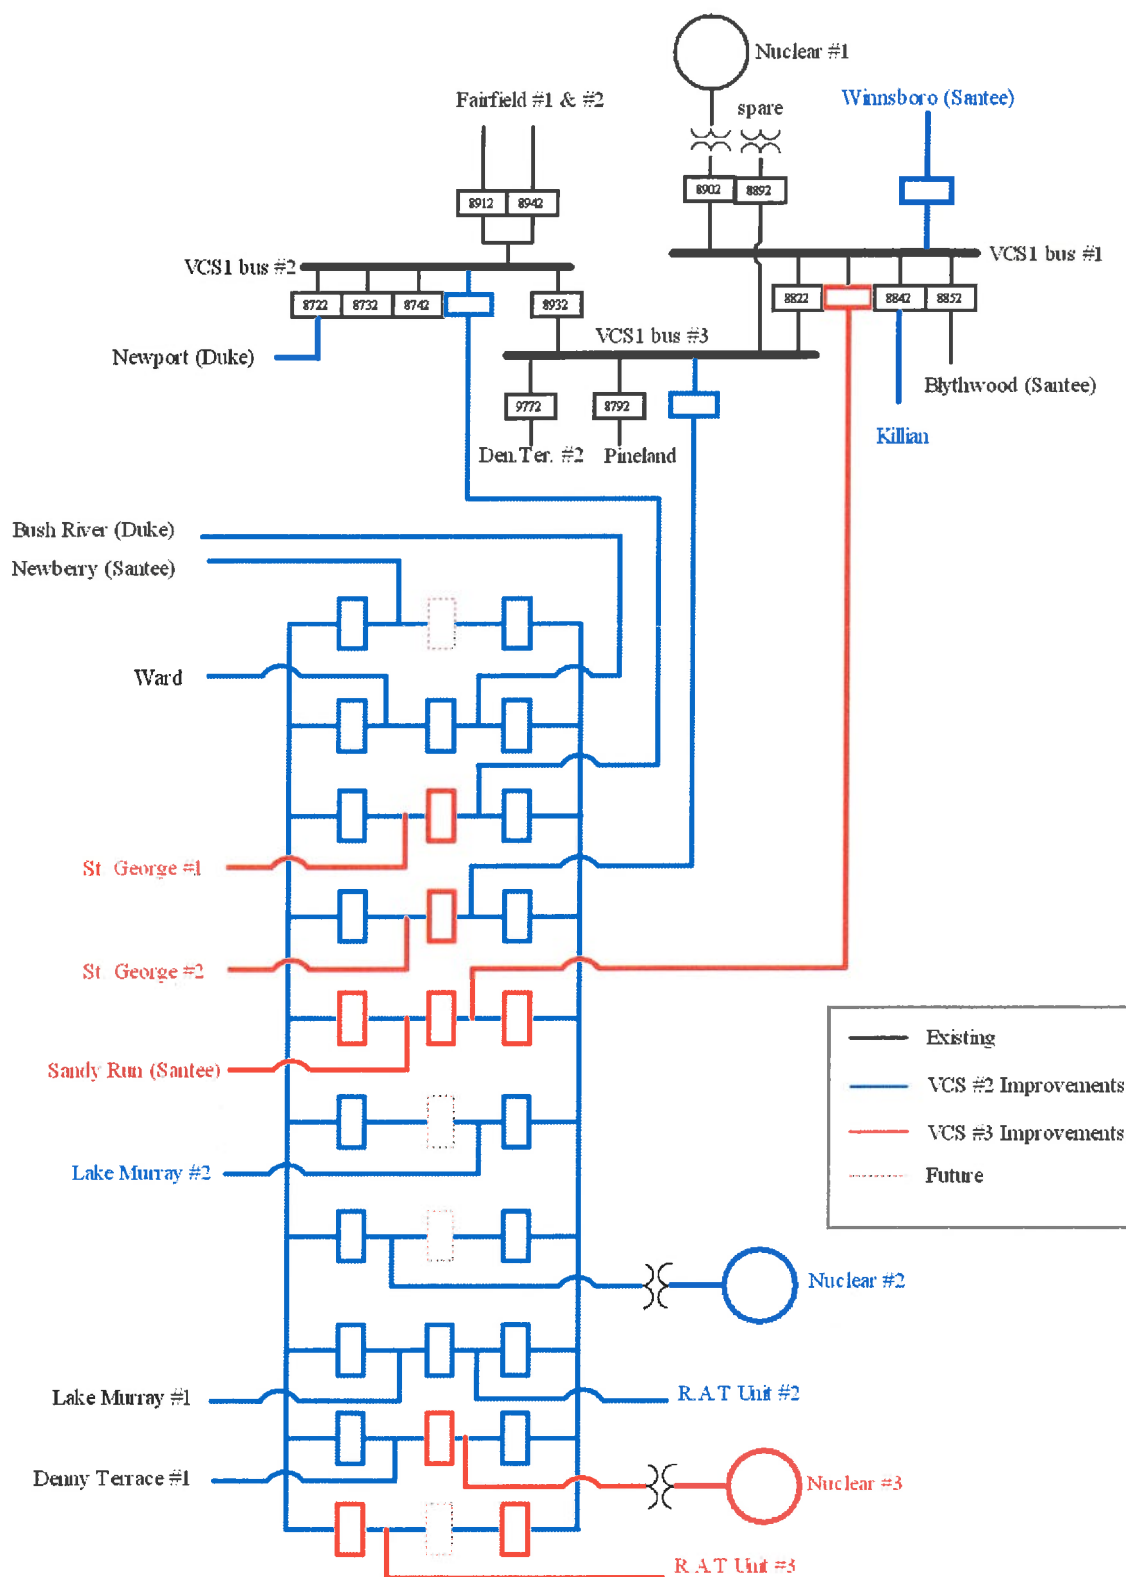 Nuclear #1
Fairfield #1 & #2
spare
Winnsboro (Santee)
8902
8892
8912
8942
VCS1 bus #2
VCS1 bus #1
8722
8732
8742
8932
8822
8842
8852
VCS1 bus #3
Newport (Duke)
Blythwood (Santee)
9772
8792
Killian
Den.Ter. #2
Pineland
Bush River (Duke)
Newberry (Santee)
Ward
St George #1
St George #2
Sandy Run (Santee)
Existing
VCS #2 Improvements
VCS #3 Improvements
Future
Lake Murray #2
Nuclear #2
Lake Murray #1
R.A.T Unit #2
Denny Terrace #1
Nuclear #3
R.A.T Unit #3